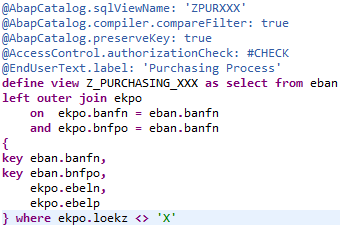 @AbapCatalog.sqlViewName: 'ZPURXXX'
@AbapCatalog.compiler.compareFilter: true
@AbapCatalog.preserveKey: true
@AccessControl.authorizationCheck: #CHECK
@EndUserText.label: 'Purchasing Process'
define view Z_PURCHASING_XXX as select from eban
left outer join ekpo
    on  ekpo.banfn = eban.banfn
    and ekpo.bnfpo = eban.banfn
{
key eban.banfn,
key eban.bnfpo,
    ekpo.ebeln,
    ekpo.ebelp
} where ekpo.loekz <> 'X'